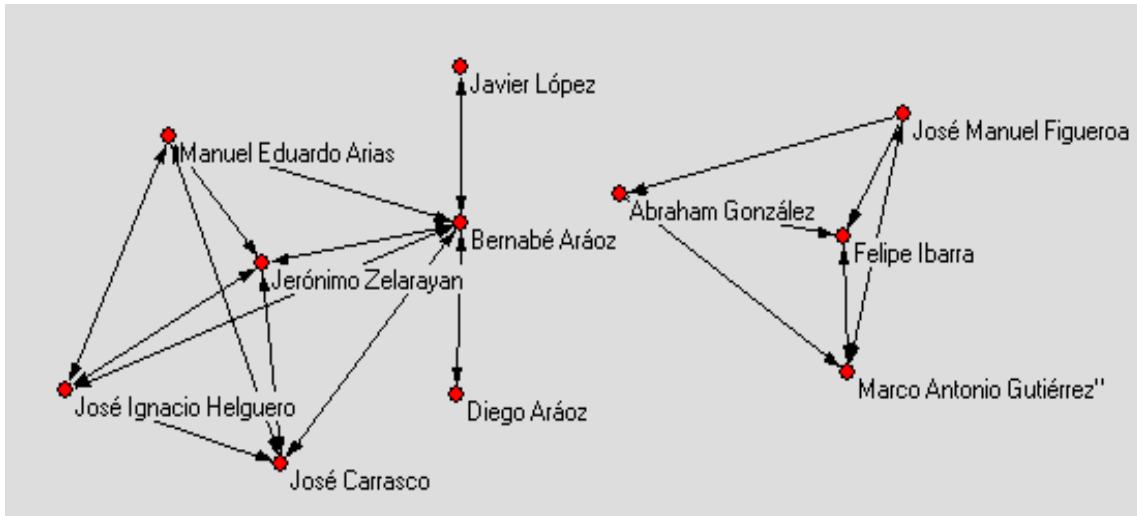 Javier López
José Manuel Figueroa
Manuel Eduardo Arias
Abraham González
Bernabé Aráoz
Felipe Ibarra
Jerónimo Zelarayan
Marco Antonio Gutiérrez"
José Ignacio Helguero
Diego Aráoz
José Carrasco